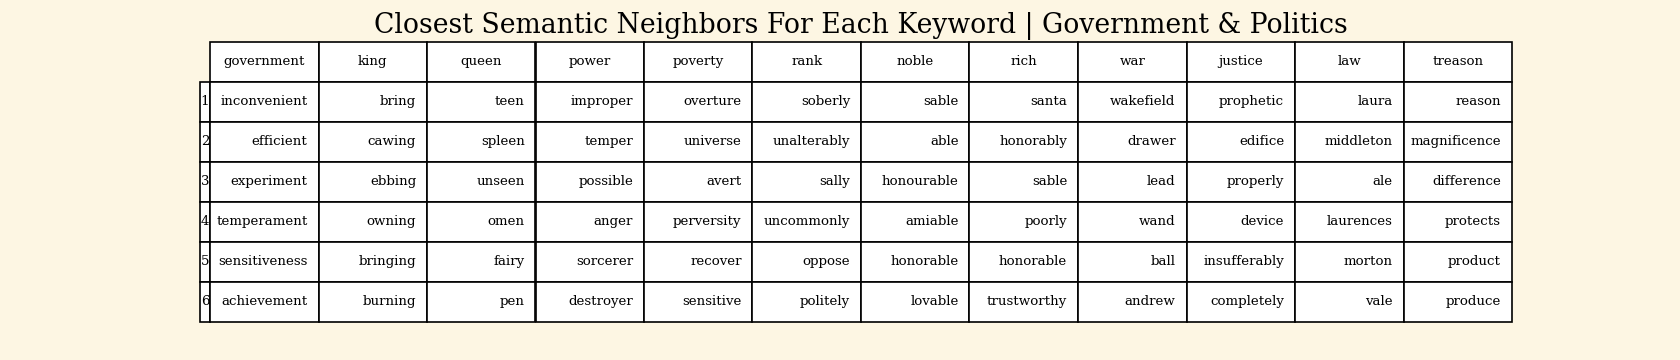 Closest Semantic Neighbors For Each Keyword | Government & Politics
government king queen power poverty rank noble rich war justice law treason
1 inconvenient bring teen improper overture soberly sable santa wakefield prophetic laura reason
2 efficient cawing spleen temper universe unalterably able honorably drawer edifice middleton magnificence
3 experiment ebbing unseen possible avert sally honourable sable lead properly ale difference
4 temperament owning omen anger perversity uncommonly amiable poorly wand device laurences protects
5 sensitiveness bringing fairy sorcerer recover oppose honorable honorable ball insufferably morton product
6 achievement burning pen destroyer sensitive politely lovable trustworthy andrew completely vale produce